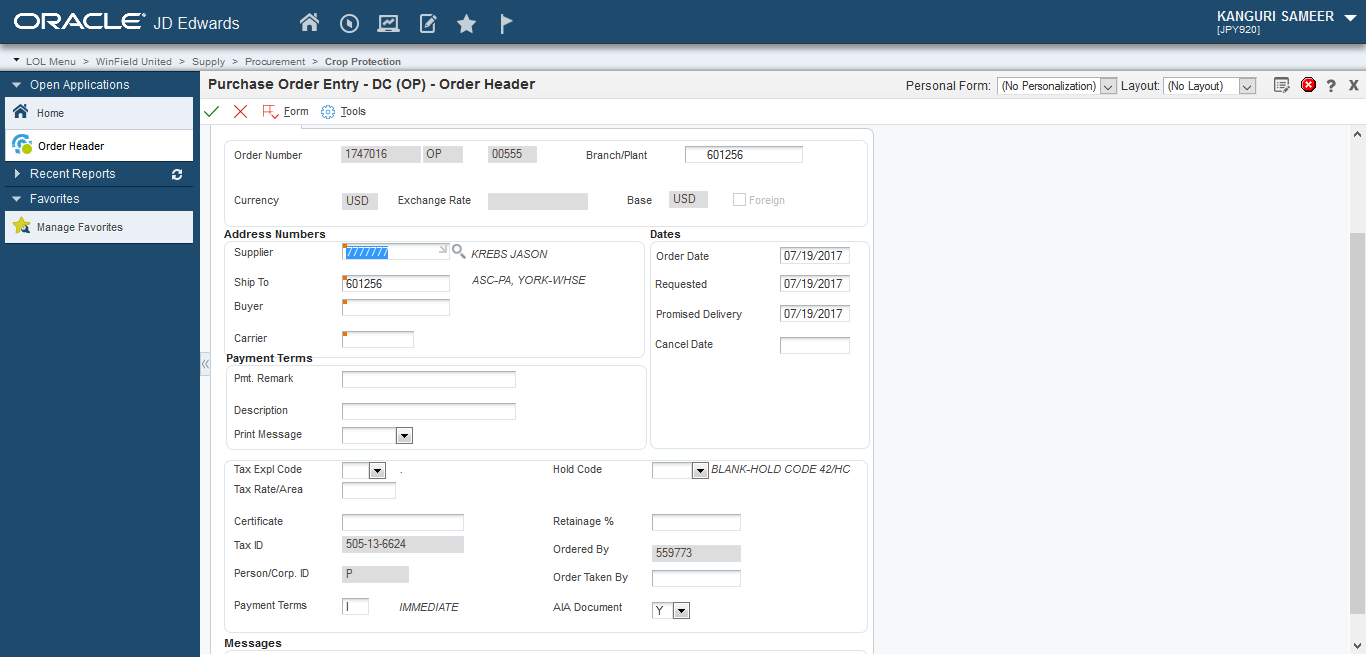 ORACLE® JD Edwards
KANGURI SAMEER
[JPY920]
LOL Menu > WinField United > Supply > Procurement > Crop Protection
Open Applications
Home
Order Header
Recent Reports
Favorites
Manage Favorites
Purchase Order Entry - DC (OP) - Order Header
Personal Form: (No Personalization) Layout: (No Layout) ? X
Form Tools
Order Number 1747016 OP 00555 Branch/Plant 601256
Currency USD Exchange Rate Base USD Foreign
Address Numbers
Supplier 7777777 KREBS JASON
Ship To 601256 ASC-PA, YORK-WHSE
Buyer
Carrier
Dates
Order Date 07/19/2017
Requested 07/19/2017
Promised Delivery 07/19/2017
Cancel Date
Payment Terms
Pmt. Remark
Description
Print Message
Tax Expl Code . Hold Code BLANK-HOLD CODE 42/HC
Tax Rate/Area
Certificate Retainage %
Tax ID 505-13-6624 Ordered By 559773
Person/Corp. ID P Order Taken By
Payment Terms I IMMEDIATE AIA Document Y
Messages